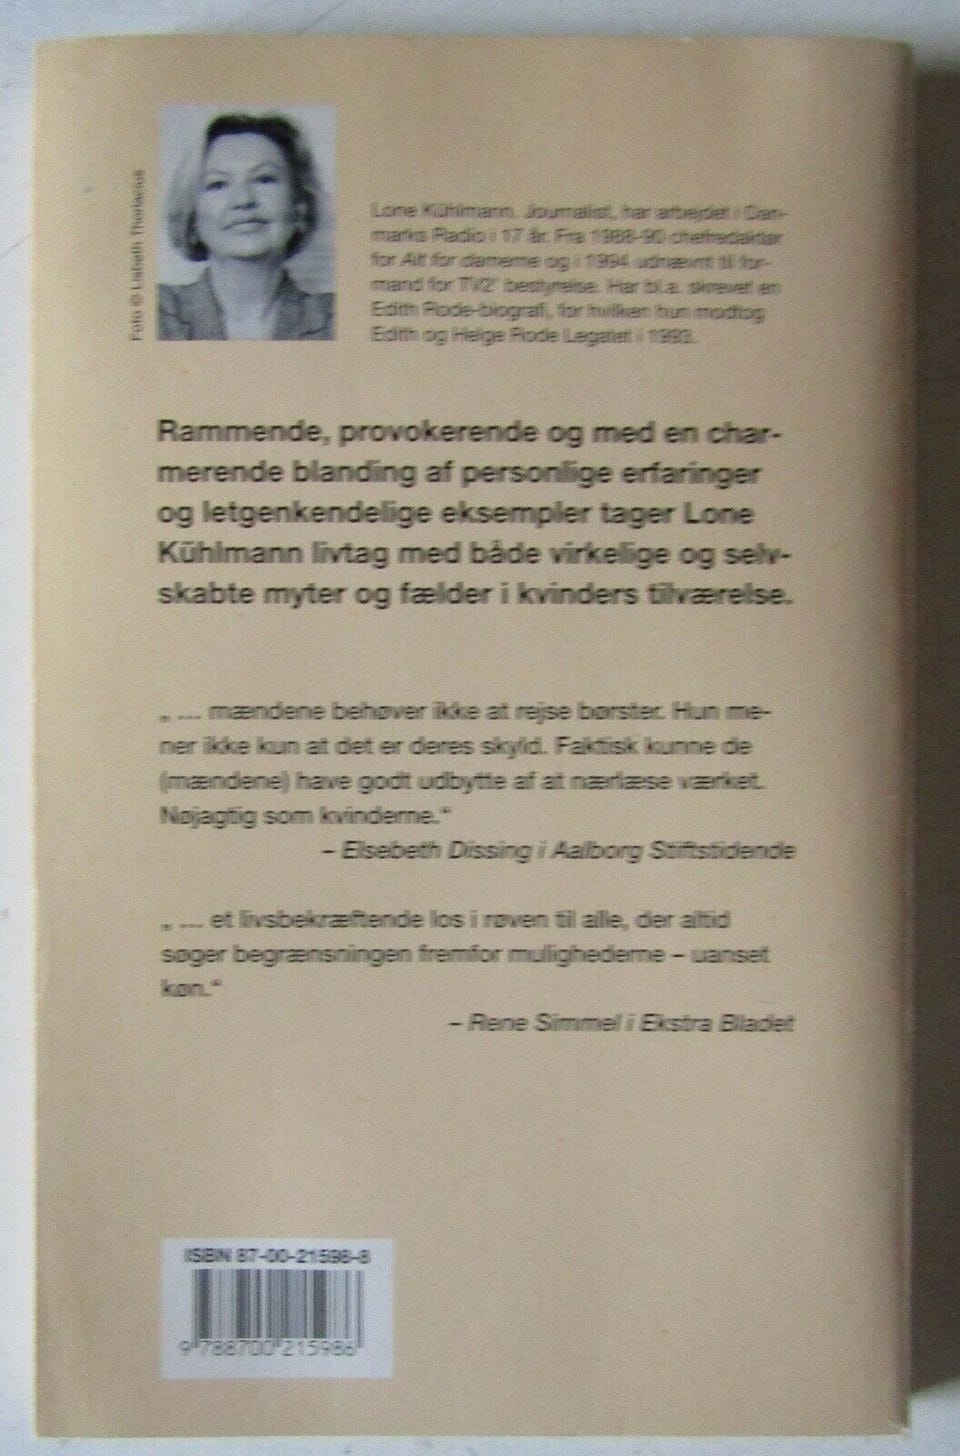 Foto © Lisbeth Thorlacius
Lone Kühlmann. Journalist, har arbejdet i Dan-
marks Radio i 17 år. Fra 1988-90 chefredaktør
for Alt for damerne og i 1994 udnævnt til for-
mand for TV2' bestyrelse. Har bl.a. skrevet en
Edith Rode-biografi, for hvilken hun modtog
Edith og Helge Rode Legatet i 1993.
Rammende, provokerende og med en char-
merende blanding af personlige erfaringer
og letgenkendelige eksempler tager Lone
Kühlmann livtag med både virkelige og selv-
skabte myter og fælder i kvinders tilværelse.
„ ... mændene behøver ikke at rejse børster. Hun me-
ner ikke kun at det er deres skyld. Faktisk kunne de
(mændene) have godt udbytte af at nærlæse værket.
Nøjagtig som kvinderne.“
– Elsebeth Dissing i Aalborg Stiftstidende
„ ... et livsbekræftende los i røven til alle, der altid
søger begrænsningen fremfor mulighederne – uanset
køn.“
– Rene Simmel i Ekstra Bladet
ISBN 87-00-21598-8
9 788700 215986